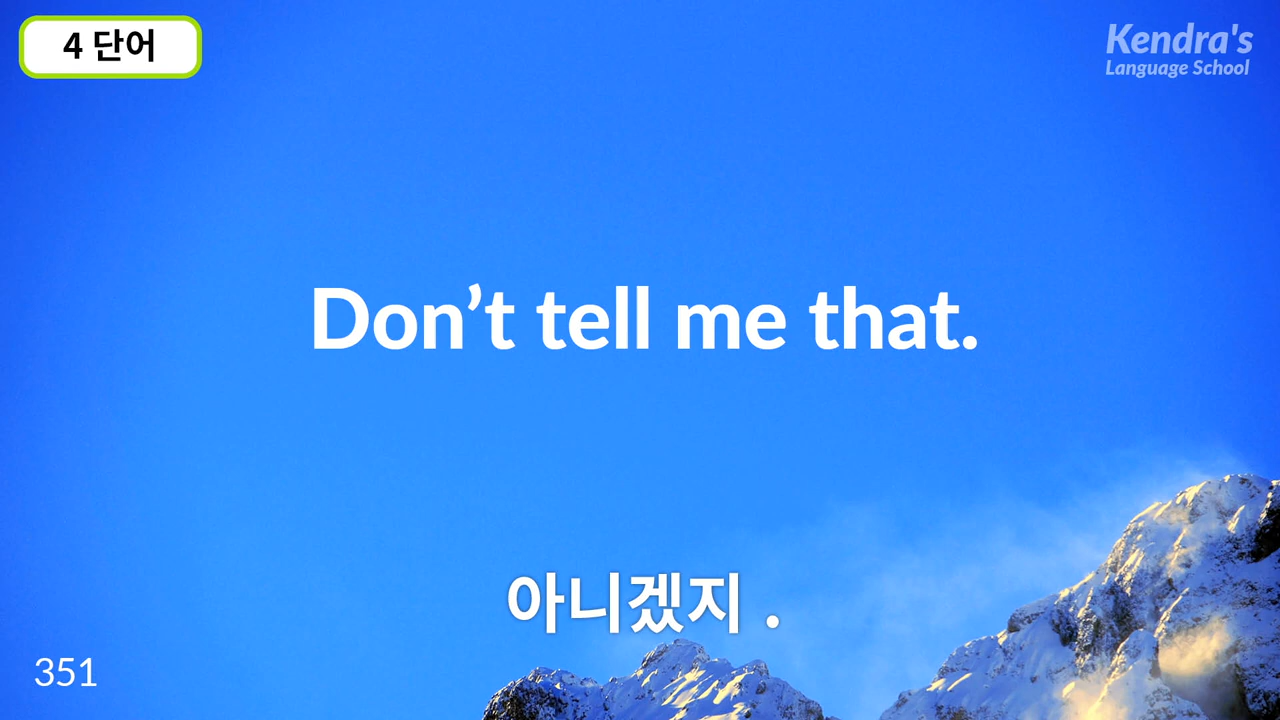 4 단어
Kendra's
Language School
Don’t tell me that.
아니겠지 .
351